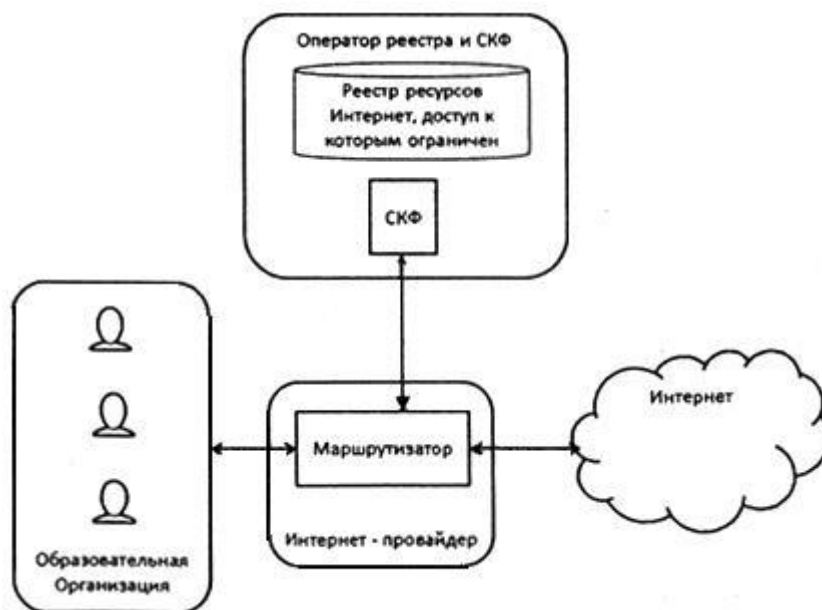 Оператор реестра и СКФ
Реестр ресурсов
Интернет, доступ к
которым ограничен
СКФ
Интернет
Маршрутизатор
Интернет - провайдер
Образовательная
Организация